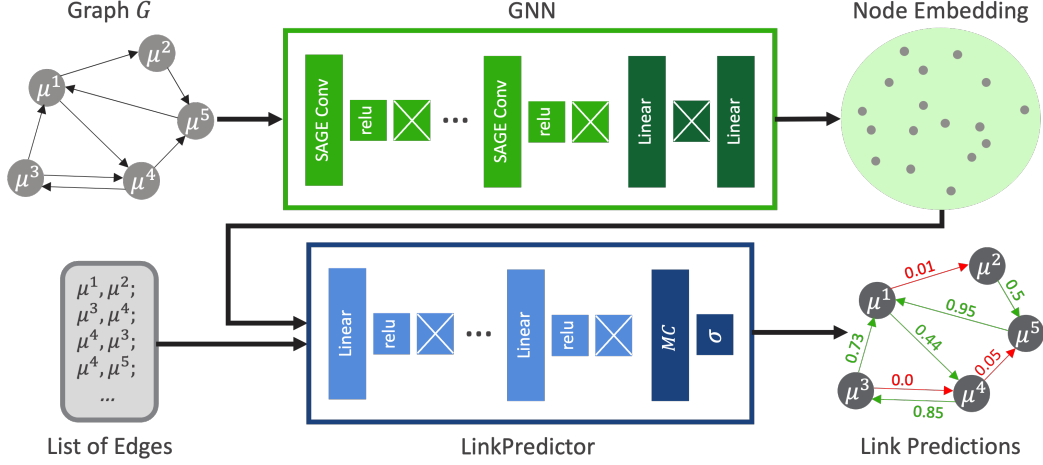 Graph G
GNN
Node Embedding
μ¹
μ²
μ³
μ⁴
μ⁵
SAGE Conv
relu
...
SAGE Conv
relu
Linear
Linear
μ¹, μ²;
μ³, μ⁴;
μ⁴, μ³;
μ⁴, μ⁵;
...
List of Edges
Linear
relu
...
Linear
relu
MC
σ
LinkPredictor
μ¹
μ²
μ³
μ⁴
μ⁵
0.01
0.5
0.95
0.73
0.44
0.05
0.0
0.85
Link Predictions